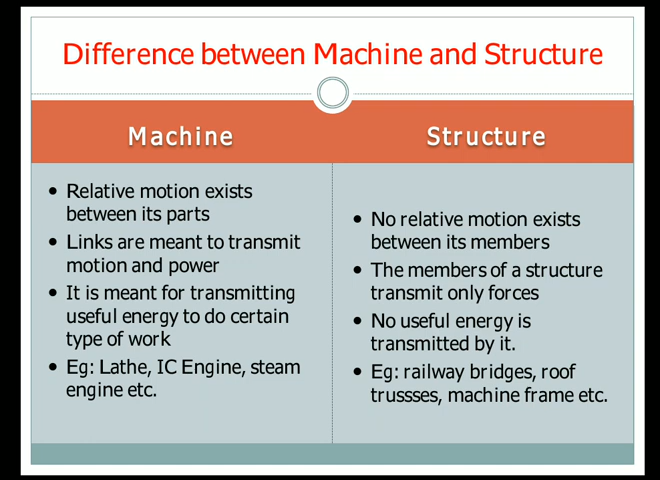 Difference between Machine and Structure
Machine
• Relative motion exists
between its parts
• Links are meant to transmit
motion and power
• It is meant for transmitting
useful energy to do certain
type of work
• Eg: Lathe, IC Engine, steam
engine etc.
Structure
• No relative motion exists
between its members
• The members of a structure
transmit only forces
• No useful energy is
transmitted by it.
• Eg: railway bridges, roof
trussses, machine frame etc.